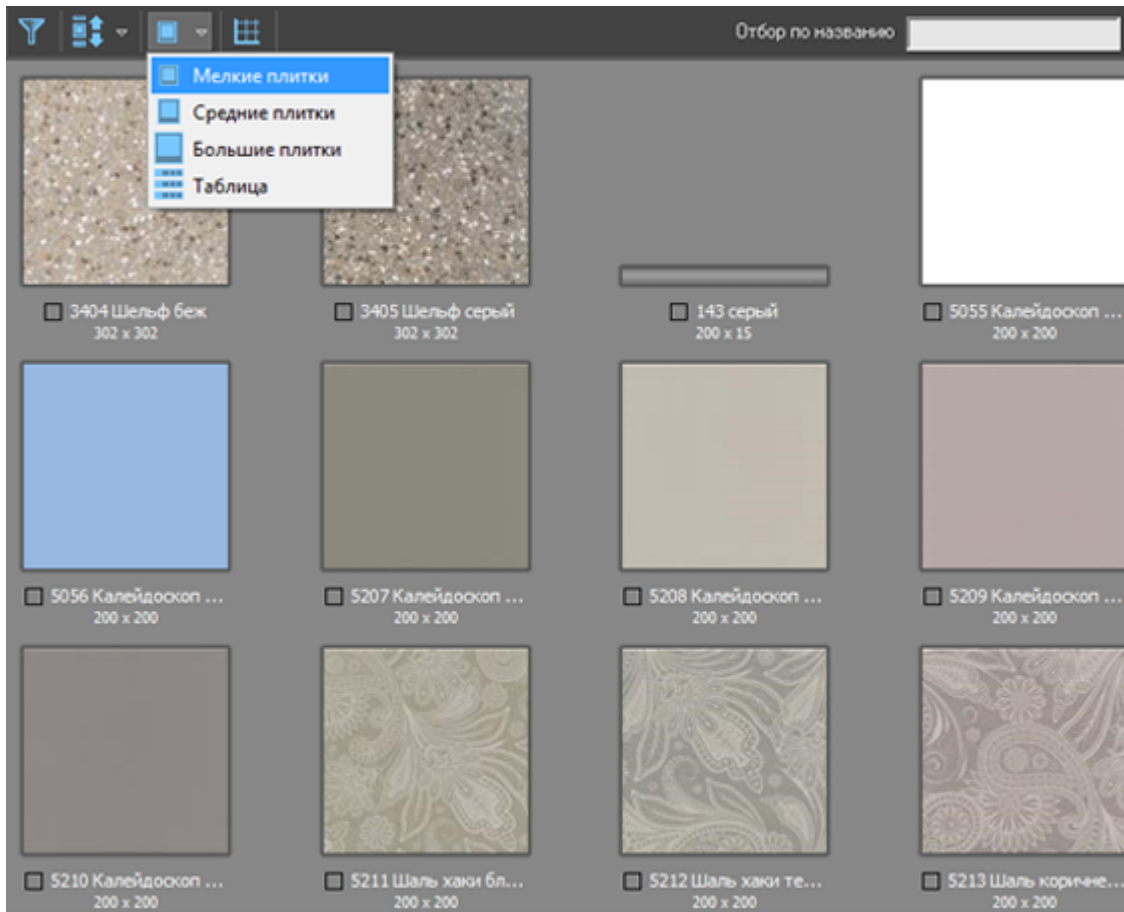 Отбор по названию
Мелкие плитки
Средние плитки
Большие плитки
Таблица
3404 Шельф беж
302 x 302
3405 Шельф серый
302 x 302
143 серый
200 x 15
5055 Калейдоскоп ...
200 x 200
5056 Калейдоскоп ...
200 x 200
5207 Калейдоскоп ...
200 x 200
5208 Калейдоскоп ...
200 x 200
5209 Калейдоскоп ...
200 x 200
5210 Калейдоскоп ...
200 x 200
5211 Шаль хаки бл...
200 x 200
5212 Шаль хаки те...
200 x 200
5213 Шаль коричне...
200 x 200